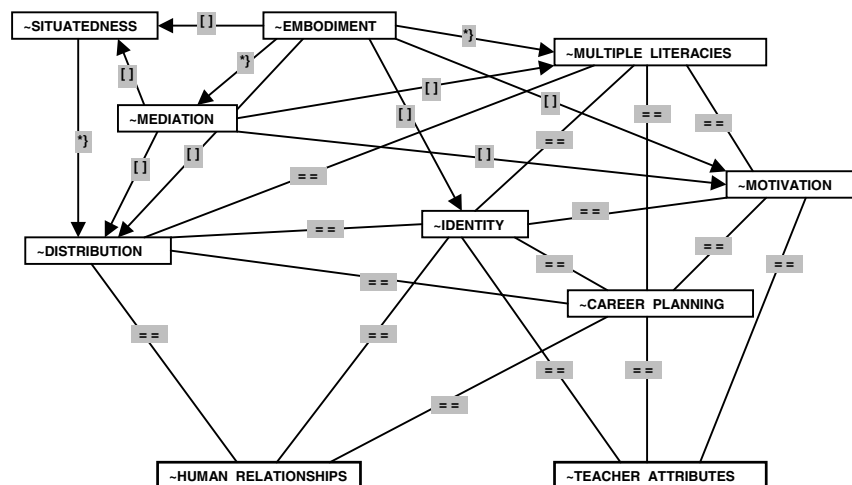 ~SITUATEDNESS
[ ]
~EMBODIMENT
*}
~MULTIPLE LITERACIES
[ ]
*}
[ ]
[ ]
~MEDIATION
[ ]
[ ]
==
==
*}
[ ]
[ ]
==
[ ]
==
~MOTIVATION
~DISTRIBUTION
==
~IDENTITY
==
==
==
==
==
~CAREER PLANNING
==
==
==
==
==
~HUMAN RELATIONSHIPS
~TEACHER ATTRIBUTES